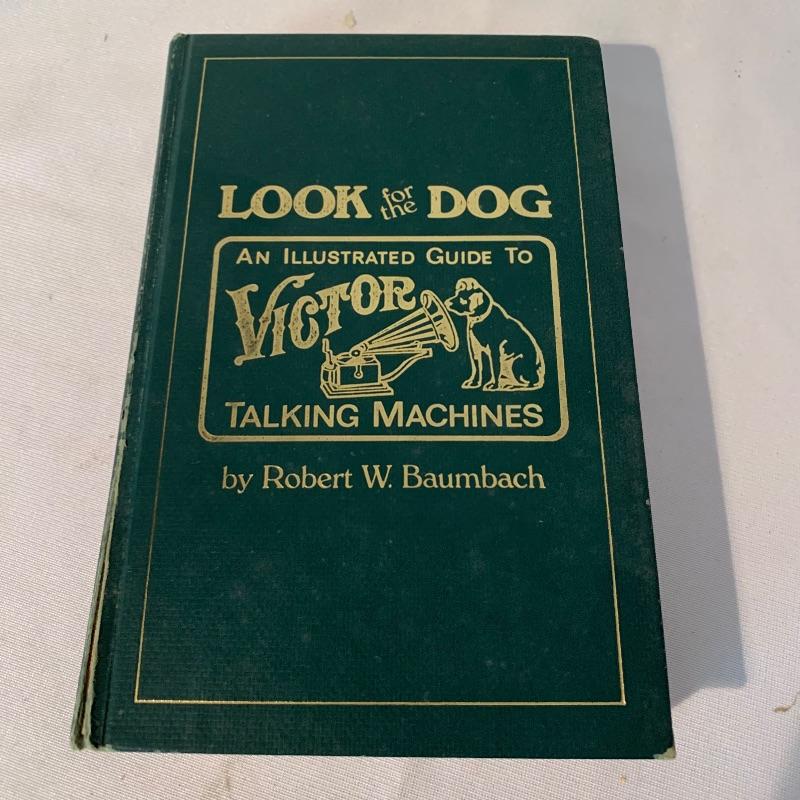 LOOK for the DOG
AN ILLUSTRATED GUIDE TO
VICTOR
TALKING MACHINES
by Robert W. Baumbach